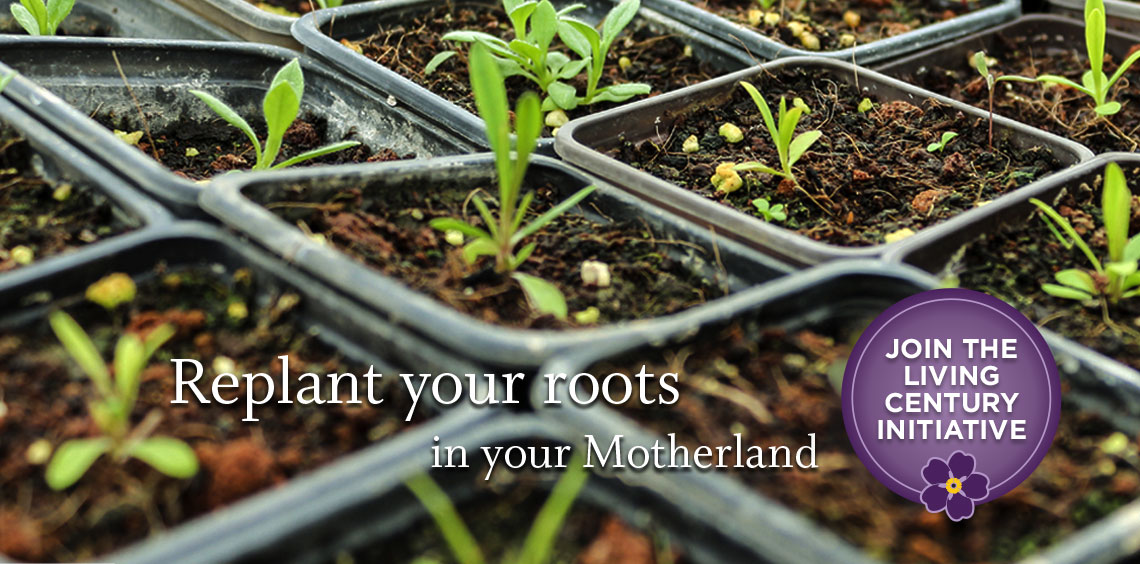 Replant your roots
in your Motherland
JOIN THE
LIVING
CENTURY
INITIATIVE